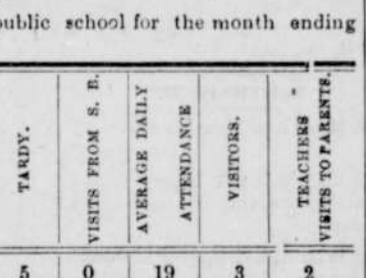 public school for the month ending
TARDY.
VISITS FROM S. B.
AVERAGE DAILY
ATTENDANCE
VISITORS.
TEACHERS
VISITS TO PARENTS.
5 0 19 3 2